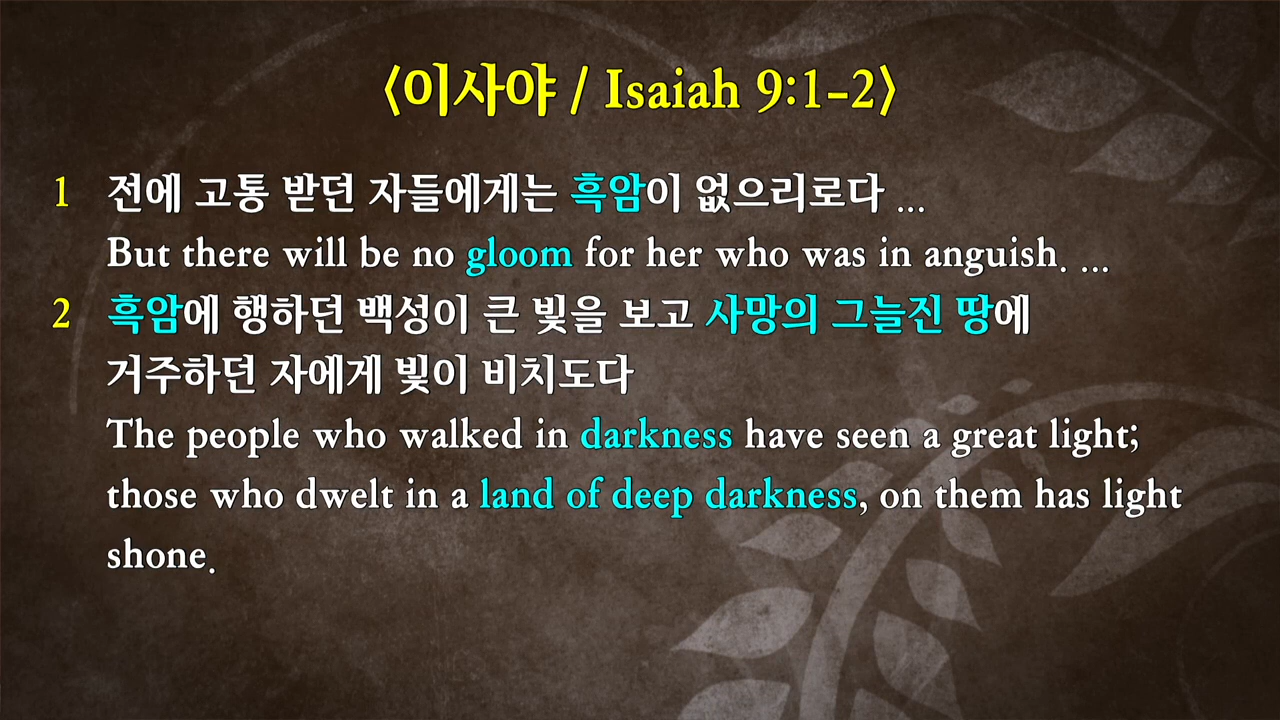 〈이사야 / Isaiah 9:1-2〉
1 전에 고통 받던 자들에게는 흑암이 없으리로다 ...
But there will be no gloom for her who was in anguish. ...
2 흑암에 행하던 백성이 큰 빛을 보고 사망의 그늘진 땅에
거주하던 자에게 빛이 비치도다
The people who walked in darkness have seen a great light;
those who dwelt in a land of deep darkness, on them has light
shone.